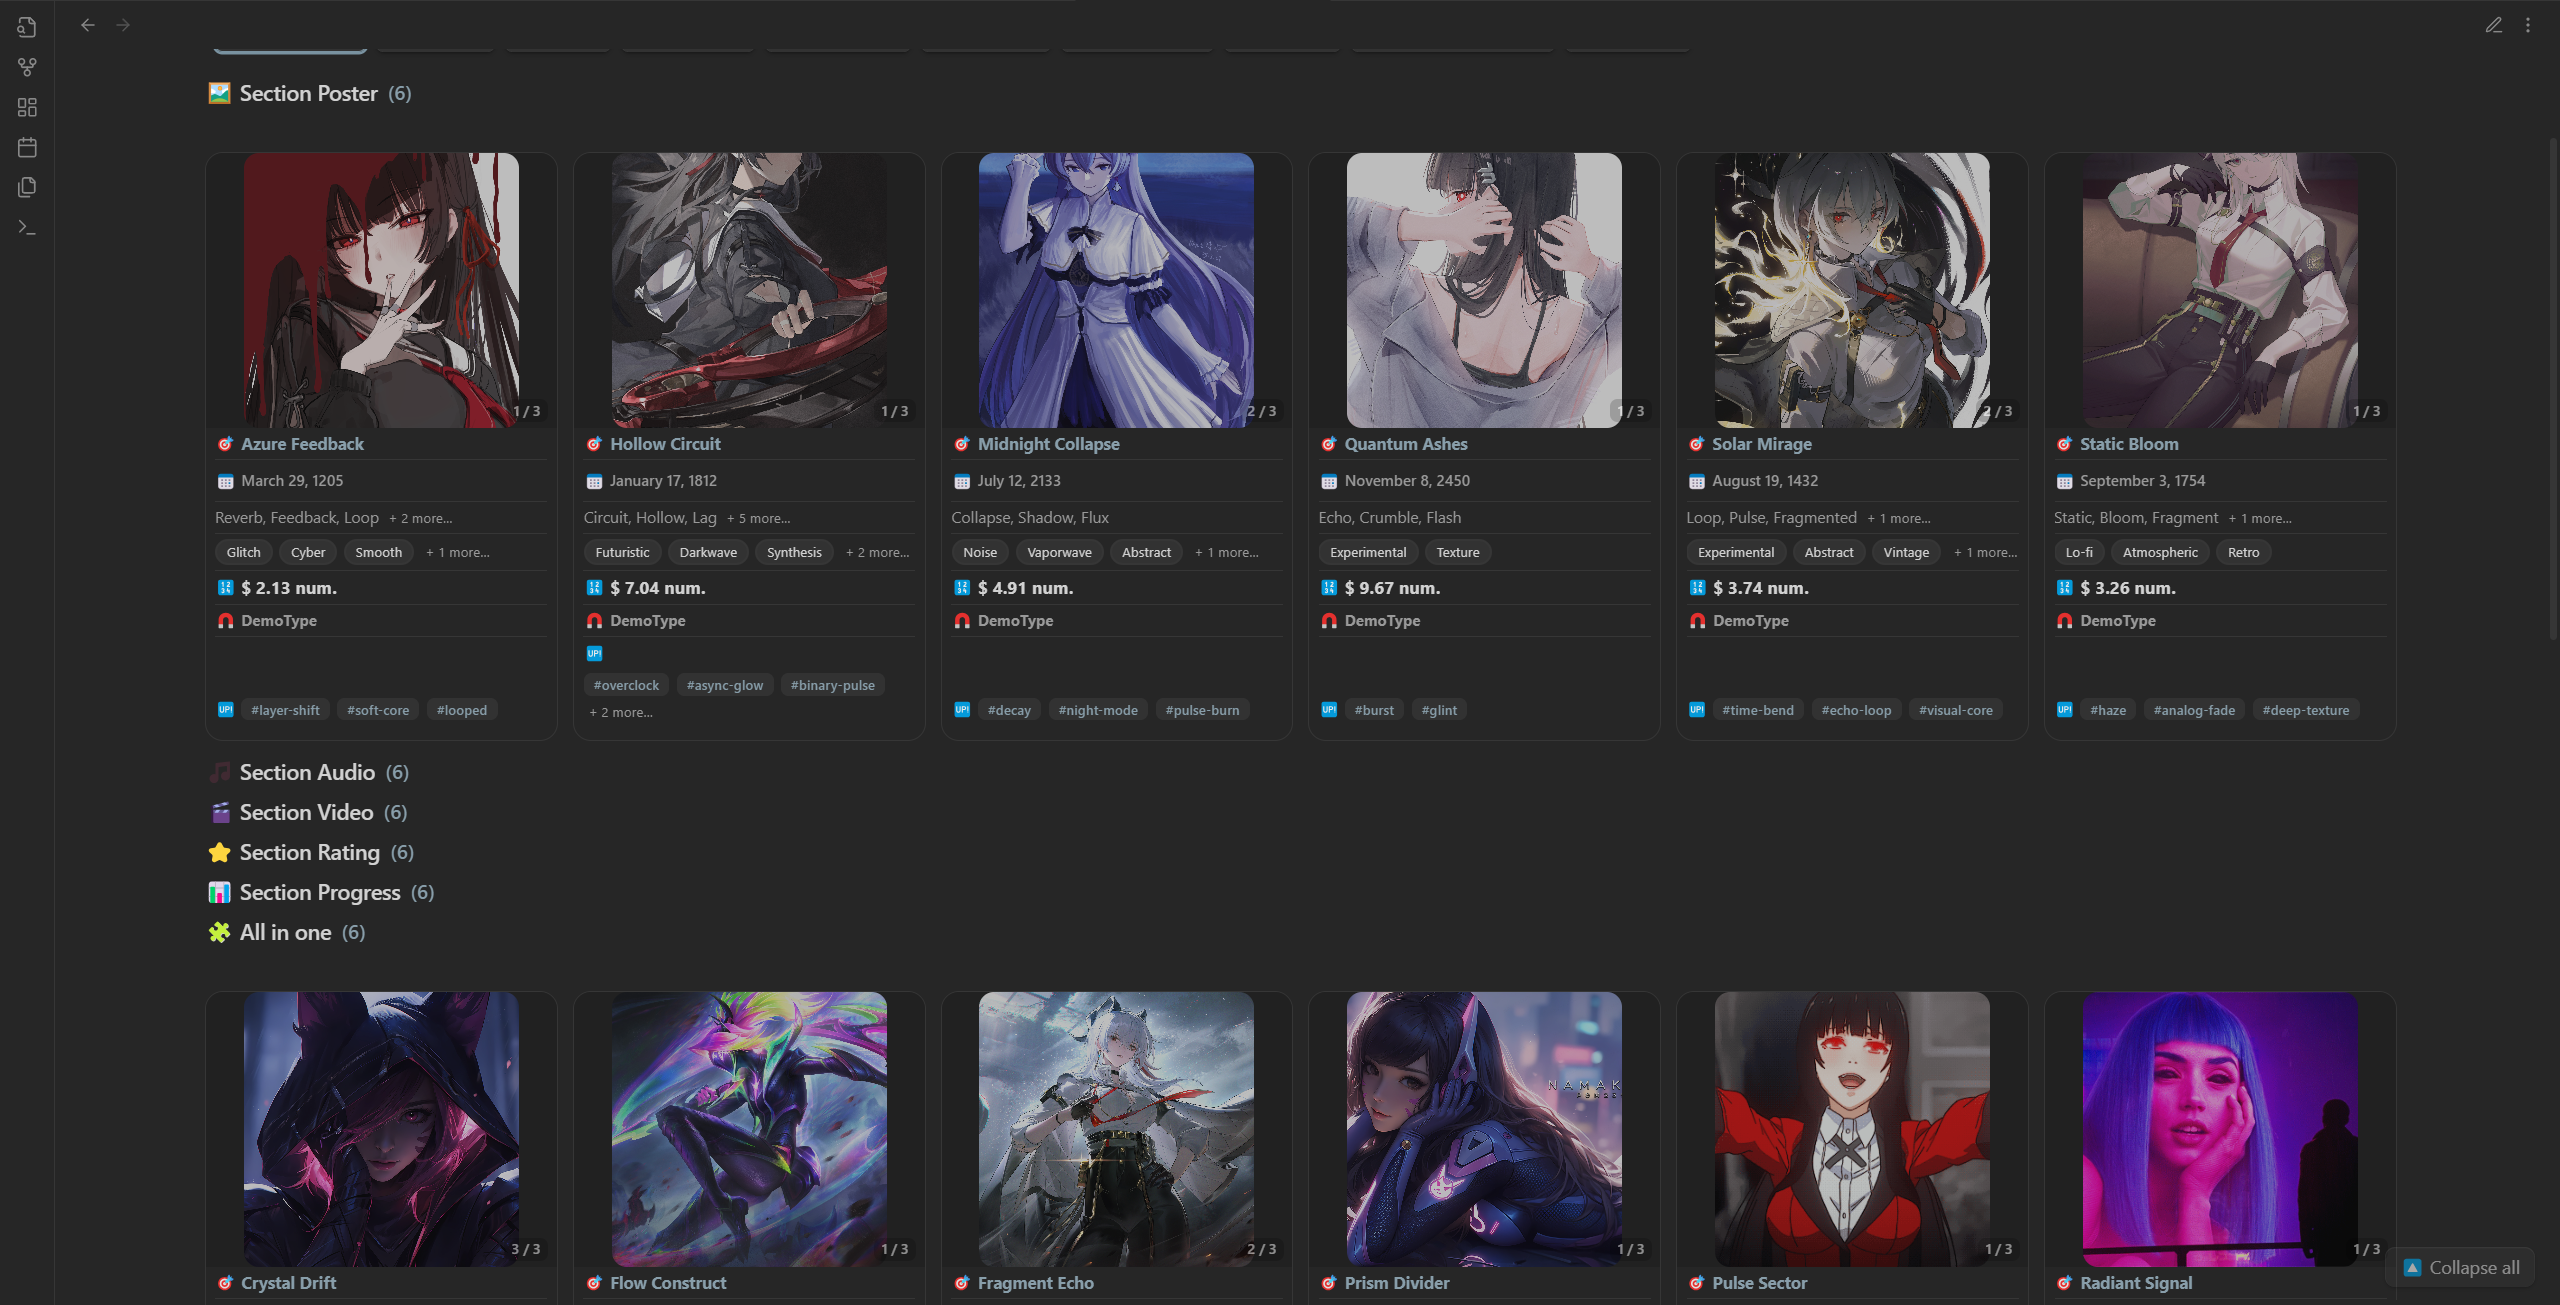 Section Poster (6)
1 / 3
1 / 3
2 / 3
1 / 3
2 / 3
1 / 3
Azure Feedback
March 29, 1205
Reverb, Feedback, Loop + 2 more...
Glitch Cyber Smooth + 1 more...
$ 2.13 num.
DemoType
UP! #layer-shift #soft-core #looped
Hollow Circuit
January 17, 1812
Circuit, Hollow, Lag + 5 more...
Futuristic Darkwave Synthesis + 2 more...
$ 7.04 num.
DemoType
UP!
#overclock #async-glow #binary-pulse
+ 2 more...
Midnight Collapse
July 12, 2133
Collapse, Shadow, Flux
Noise Vaporwave Abstract + 1 more...
$ 4.91 num.
DemoType
UP! #decay #night-mode #pulse-burn
Quantum Ashes
November 8, 2450
Echo, Crumble, Flash
Experimental Texture
$ 9.67 num.
DemoType
UP! #burst #glint
Solar Mirage
August 19, 1432
Loop, Pulse, Fragmented + 1 more...
Experimental Abstract Vintage + 1 more...
$ 3.74 num.
DemoType
UP! #time-bend #echo-loop #visual-core
Static Bloom
September 3, 1754
Static, Bloom, Fragment + 1 more...
Lo-fi Atmospheric Retro
$ 3.26 num.
DemoType
UP! #haze #analog-fade #deep-texture
Section Audio (6)
Section Video (6)
Section Rating (6)
Section Progress (6)
All in one (6)
NAMAK
3 / 3
1 / 3
2 / 3
1 / 3
1 / 3
1 / 3
Crystal Drift
Flow Construct
Fragment Echo
Prism Divider
Pulse Sector
Radiant Signal
Collapse all